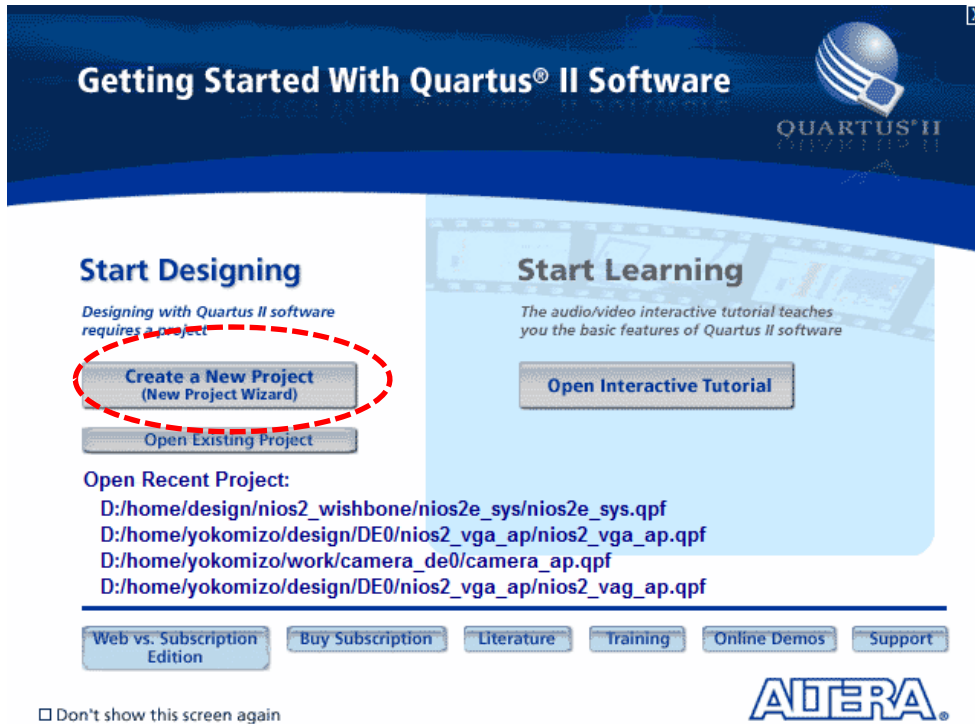 Getting Started With Quartus® II Software
QUARTUS® II
Start Designing
Designing with Quartus II software
requires a project
Create a New Project
(New Project Wizard)
Open Existing Project
Open Recent Project:
D:/home/design/nios2_wishbone/nios2e_sys/nios2e_sys.qpf
D:/home/yokomizo/design/DE0/nios2_vga_ap/nios2_vga_ap.qpf
D:/home/yokomizo/work/camera_de0/camera_ap.qpf
D:/home/yokomizo/design/DE0/nios2_vga_ap/nios2_vag_ap.qpf
Start Learning
The audio/video interactive tutorial teaches
you the basic features of Quartus II software
Open Interactive Tutorial
Web vs. Subscription
Edition
Buy Subscription
Literature
Training
Online Demos
Support
Don't show this screen again
ALTERA®